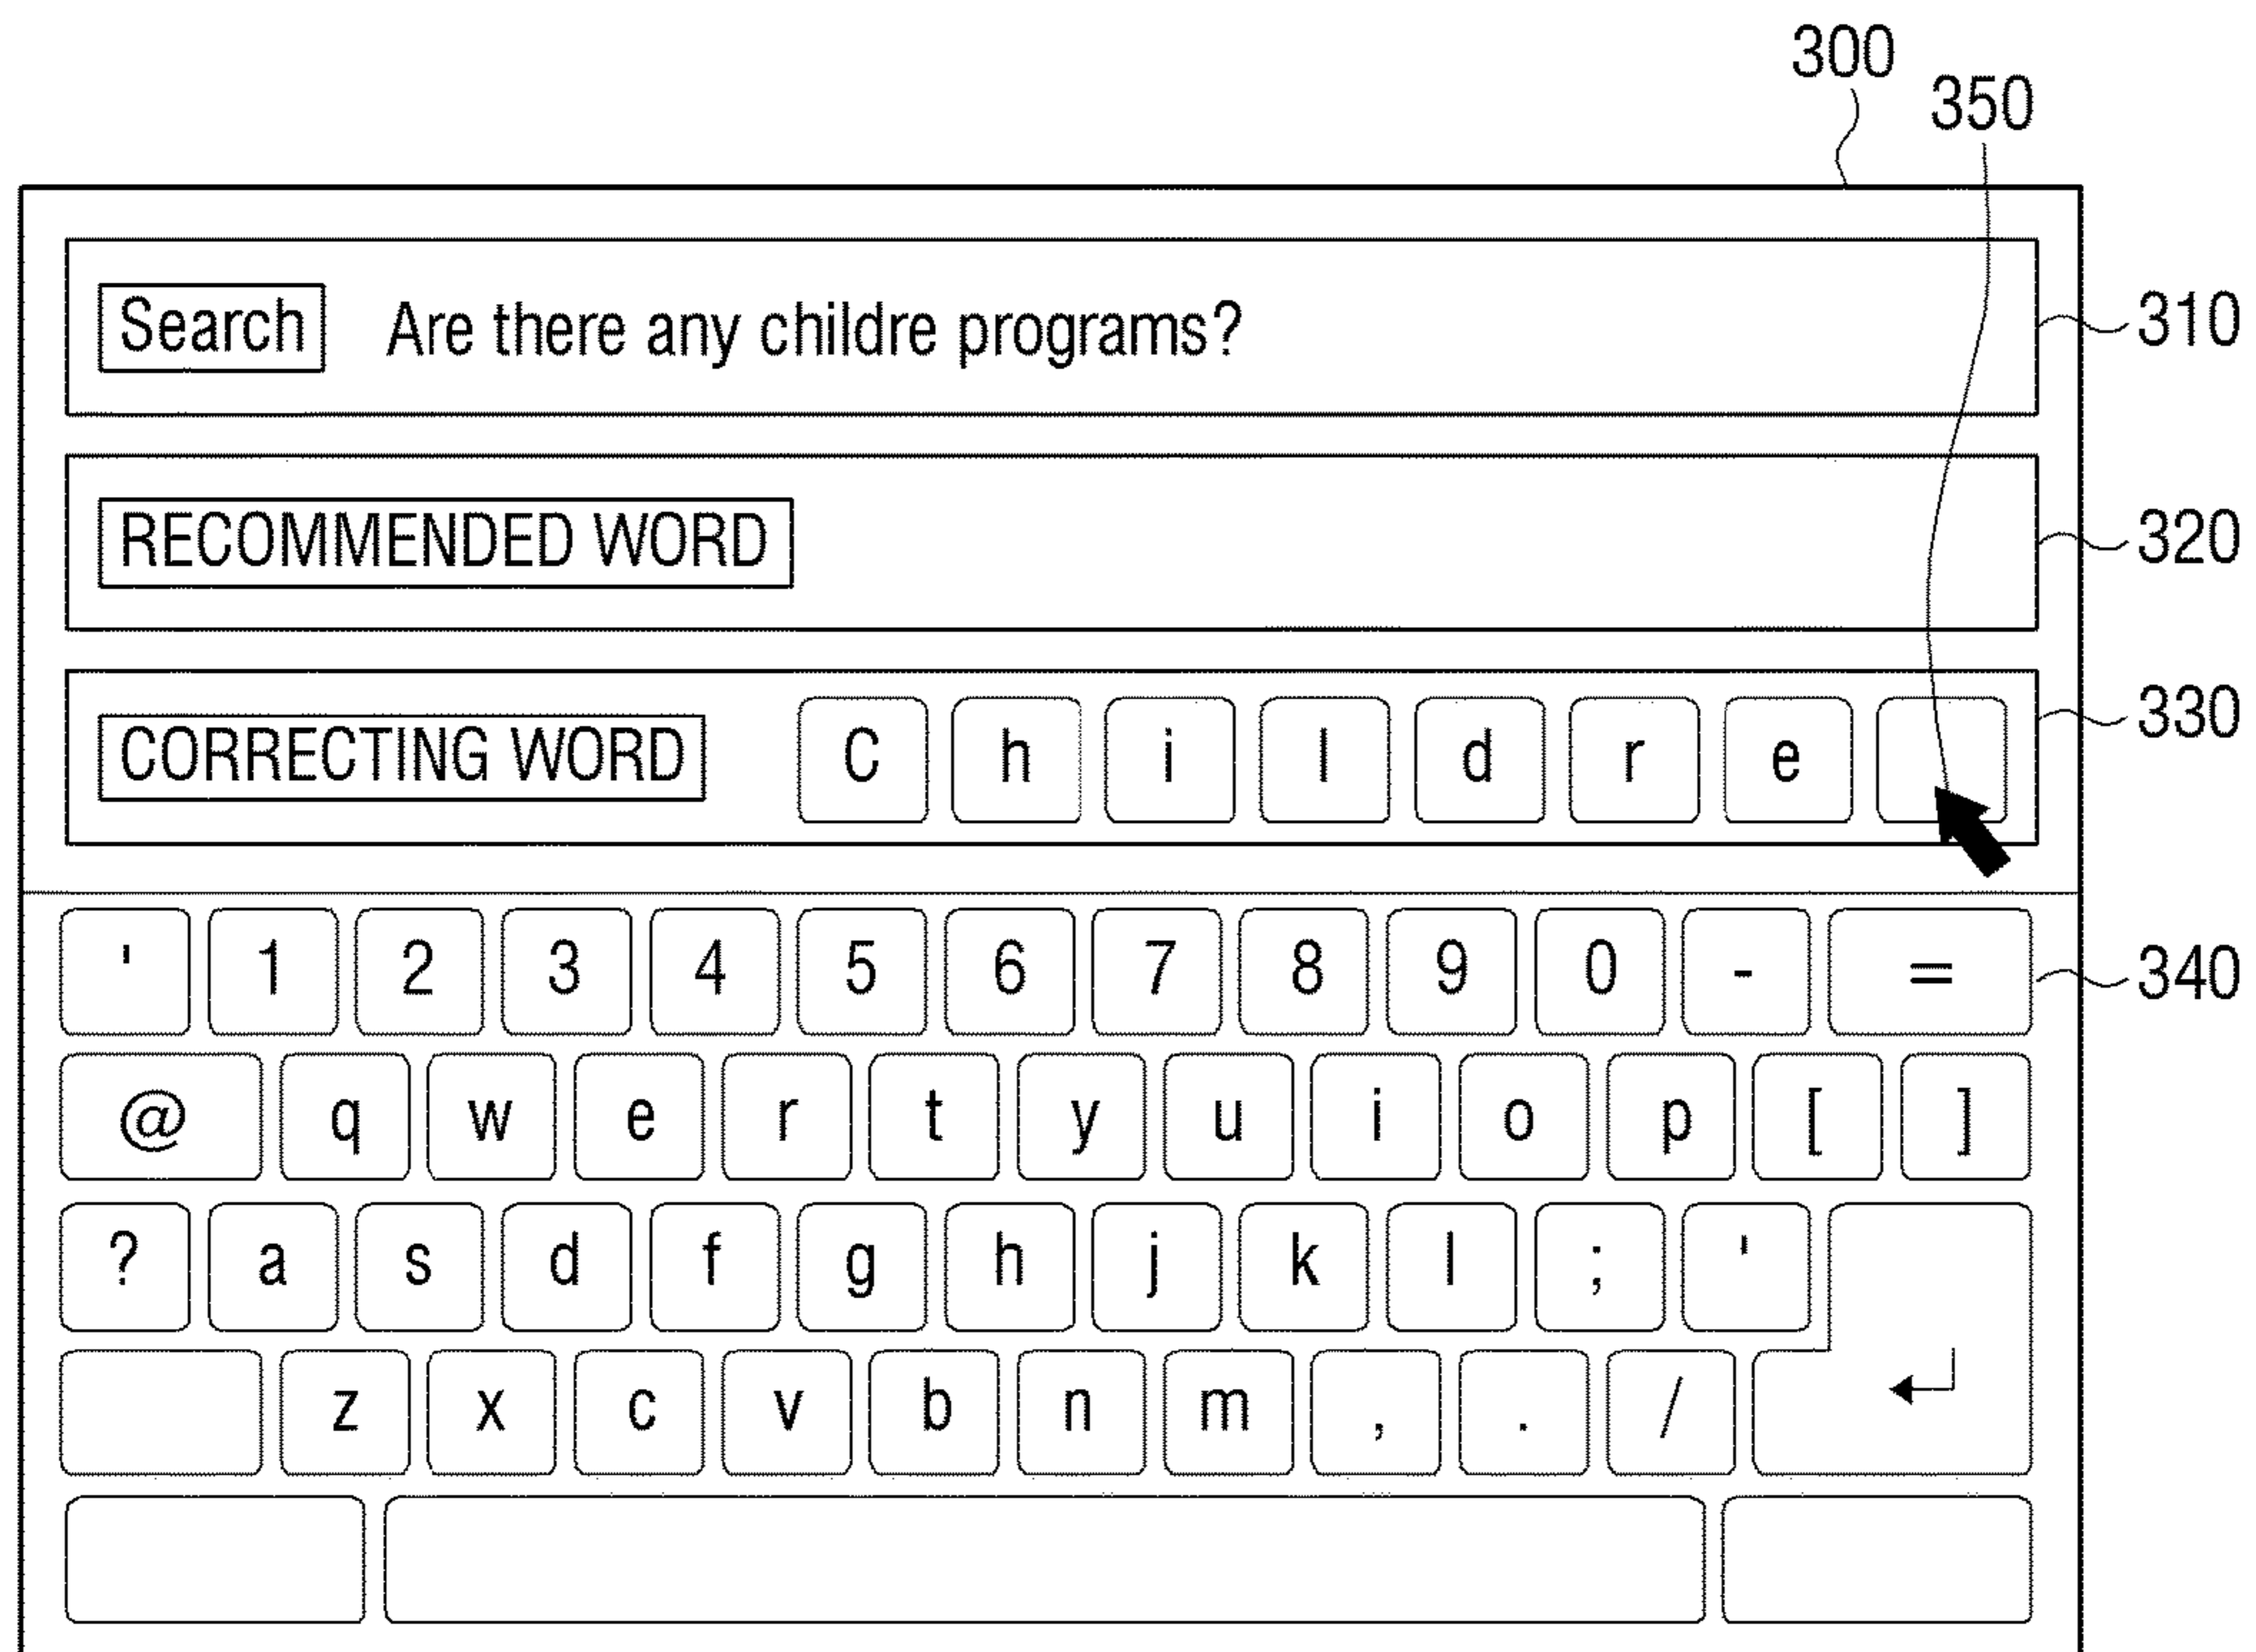 300
350
Search Are there any childre programs? 310
RECOMMENDED WORD 320
CORRECTING WORD C h i l d r e 330
' 1 2 3 4 5 6 7 8 9 0 - = 340
@ q w e r t y u i o p [ ]
? a s d f g h j k l ; '
z x c v b n m , . /